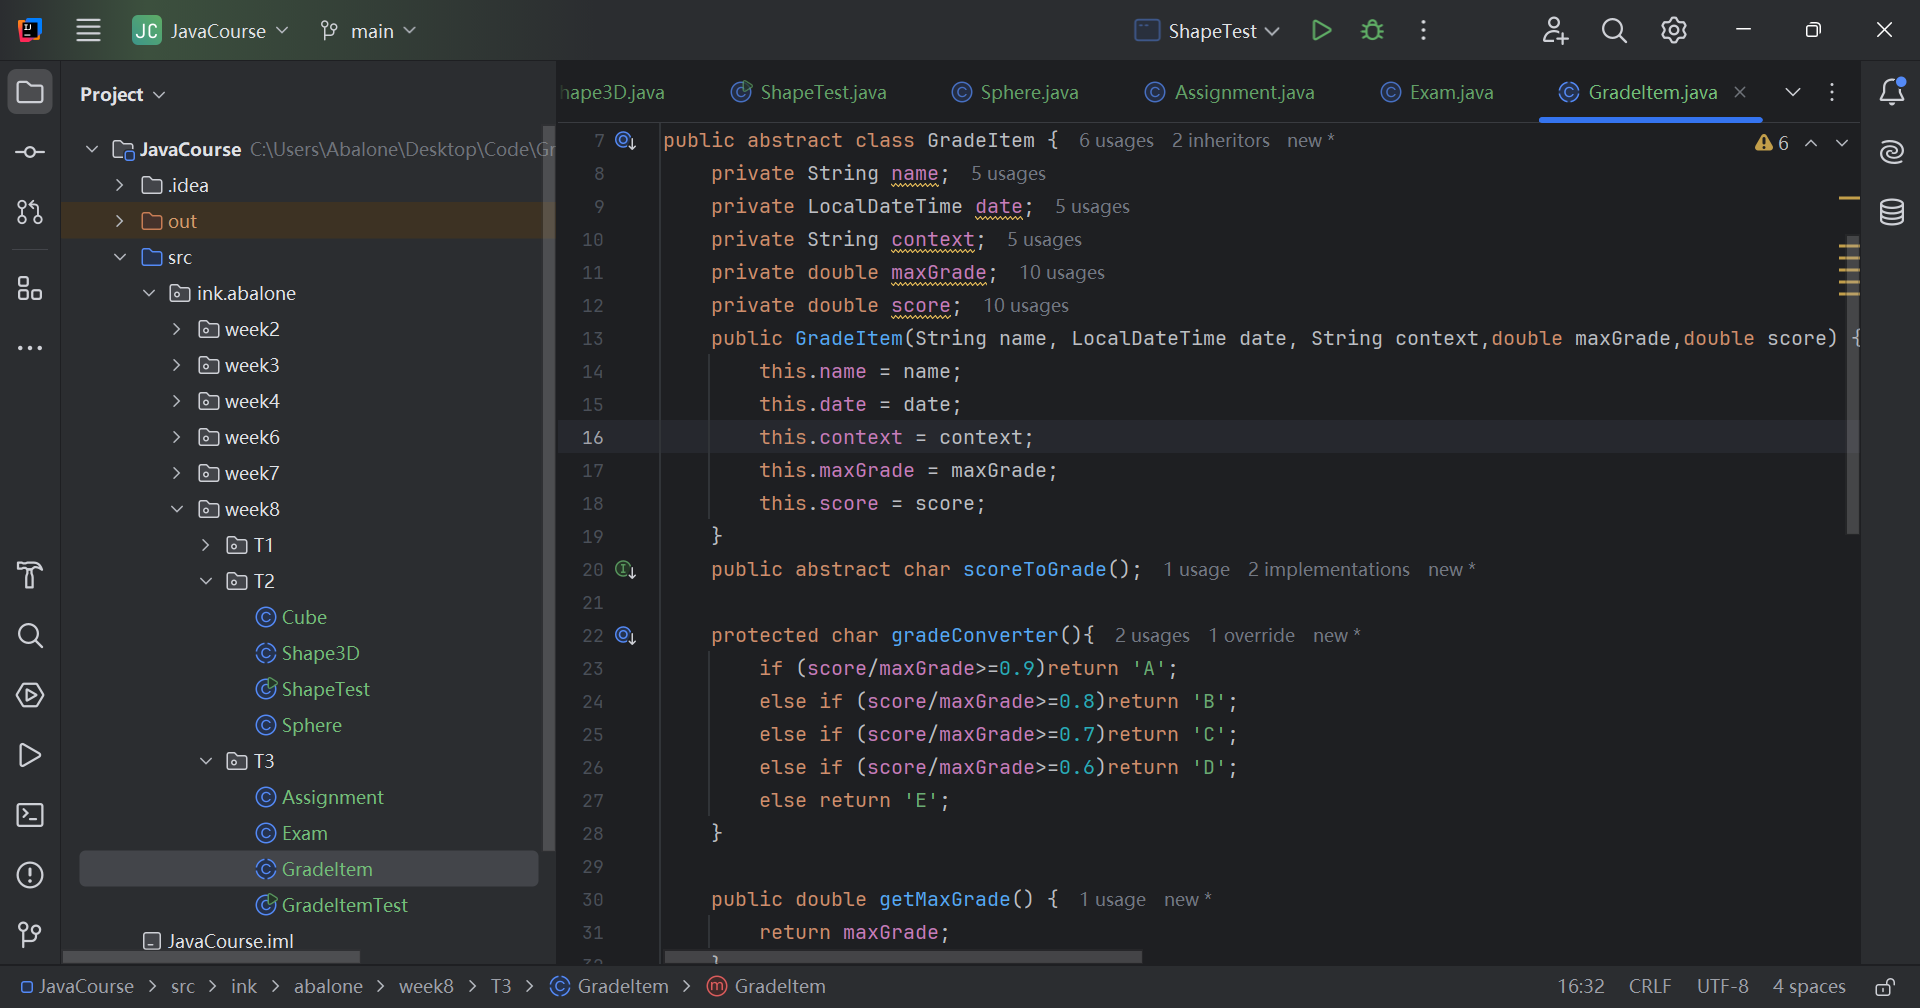 JC JavaCourse main ShapeTest
Project
JavaCourse C:\Users\Abalone\Desktop\Code\Gr
.idea
out
src
ink.abalone
week2
week3
week4
week6
week7
week8
T1
T2
Cube
Shape3D
ShapeTest
Sphere
T3
Assignment
Exam
GradeItem
GradeItemTest
JavaCourse.iml
hape3D.java ShapeTest.java Sphere.java Assignment.java Exam.java GradeItem.java
6
7 public abstract class GradeItem { 6 usages 2 inheritors new *
8 private String name; 5 usages
9 private LocalDateTime date; 5 usages
10 private String context; 5 usages
11 private double maxGrade; 10 usages
12 private double score; 10 usages
13 public GradeItem(String name, LocalDateTime date, String context,double maxGrade,double score) {
14 this.name = name;
15 this.date = date;
16 this.context = context;
17 this.maxGrade = maxGrade;
18 this.score = score;
19 }
20 public abstract char scoreToGrade(); 1 usage 2 implementations new *
21
22 protected char gradeConverter(){ 2 usages 1 override new *
23 if (score/maxGrade>=0.9)return 'A';
24 else if (score/maxGrade>=0.8)return 'B';
25 else if (score/maxGrade>=0.7)return 'C';
26 else if (score/maxGrade>=0.6)return 'D';
27 else return 'E';
28 }
29
30 public double getMaxGrade() { 1 usage new *
31 return maxGrade;
JavaCourse > src > ink > abalone > week8 > T3 > GradeItem > GradeItem 16:32 CRLF UTF-8 4 spaces